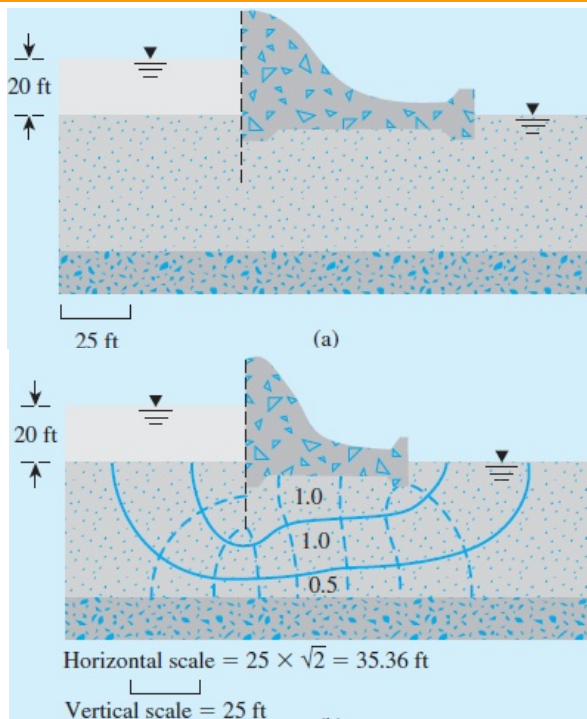 20 ft
25 ft
(a)
20 ft
1.0
1.0
0.5
Horizontal scale = 25 × √2 = 35.36 ft
Vertical scale = 25 ft